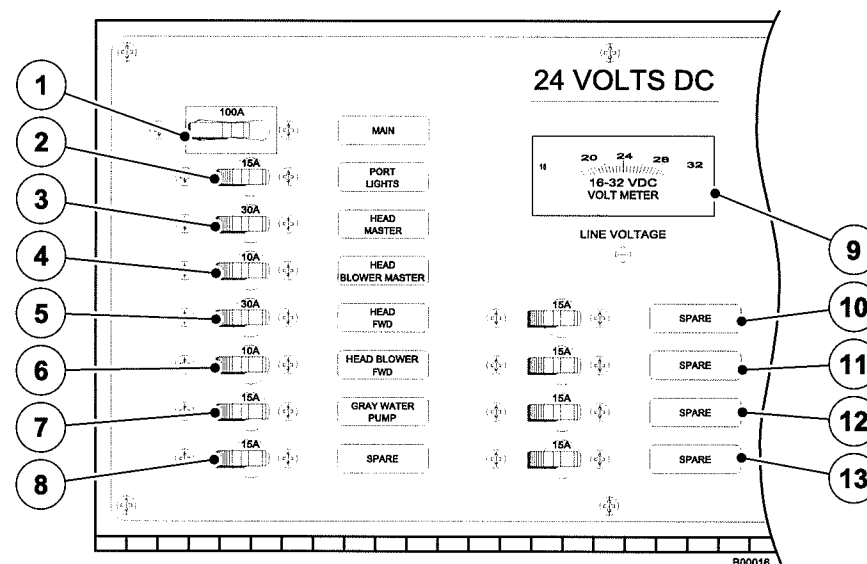 24 VOLTS DC
1
100A
MAIN
2
15A
PORT
LIGHTS
3
30A
HEAD
MASTER
4
10A
HEAD
BLOWER MASTER
5
30A
HEAD
FWD
6
10A
HEAD BLOWER
FWD
7
15A
GRAY WATER
PUMP
8
15A
SPARE
16 20 24 28 32
16-32 VDC
VOLT METER
LINE VOLTAGE
9
15A
SPARE
10
15A
SPARE
11
15A
SPARE
12
15A
SPARE
13
B00016